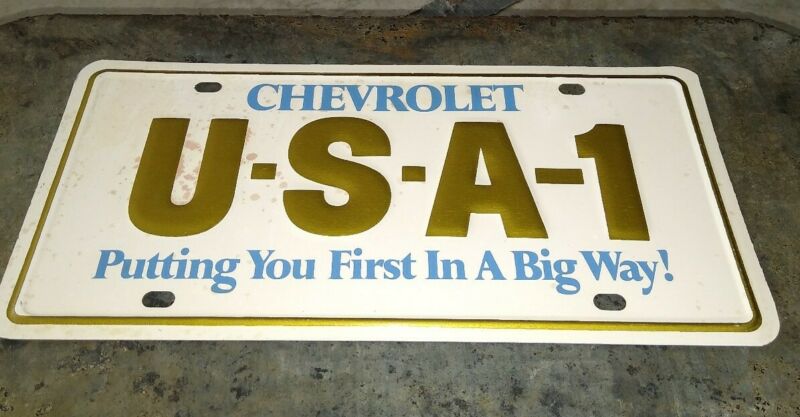 CHEVROLET
U-S-A-1
Putting You First In A Big Way!